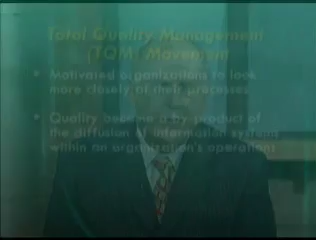 Total Quality Management
(TQM) Movement
• Motivated organizations to look
more closely at their processes
• Quality became a by-product of
the diffusion of information systems
within an organization's operations